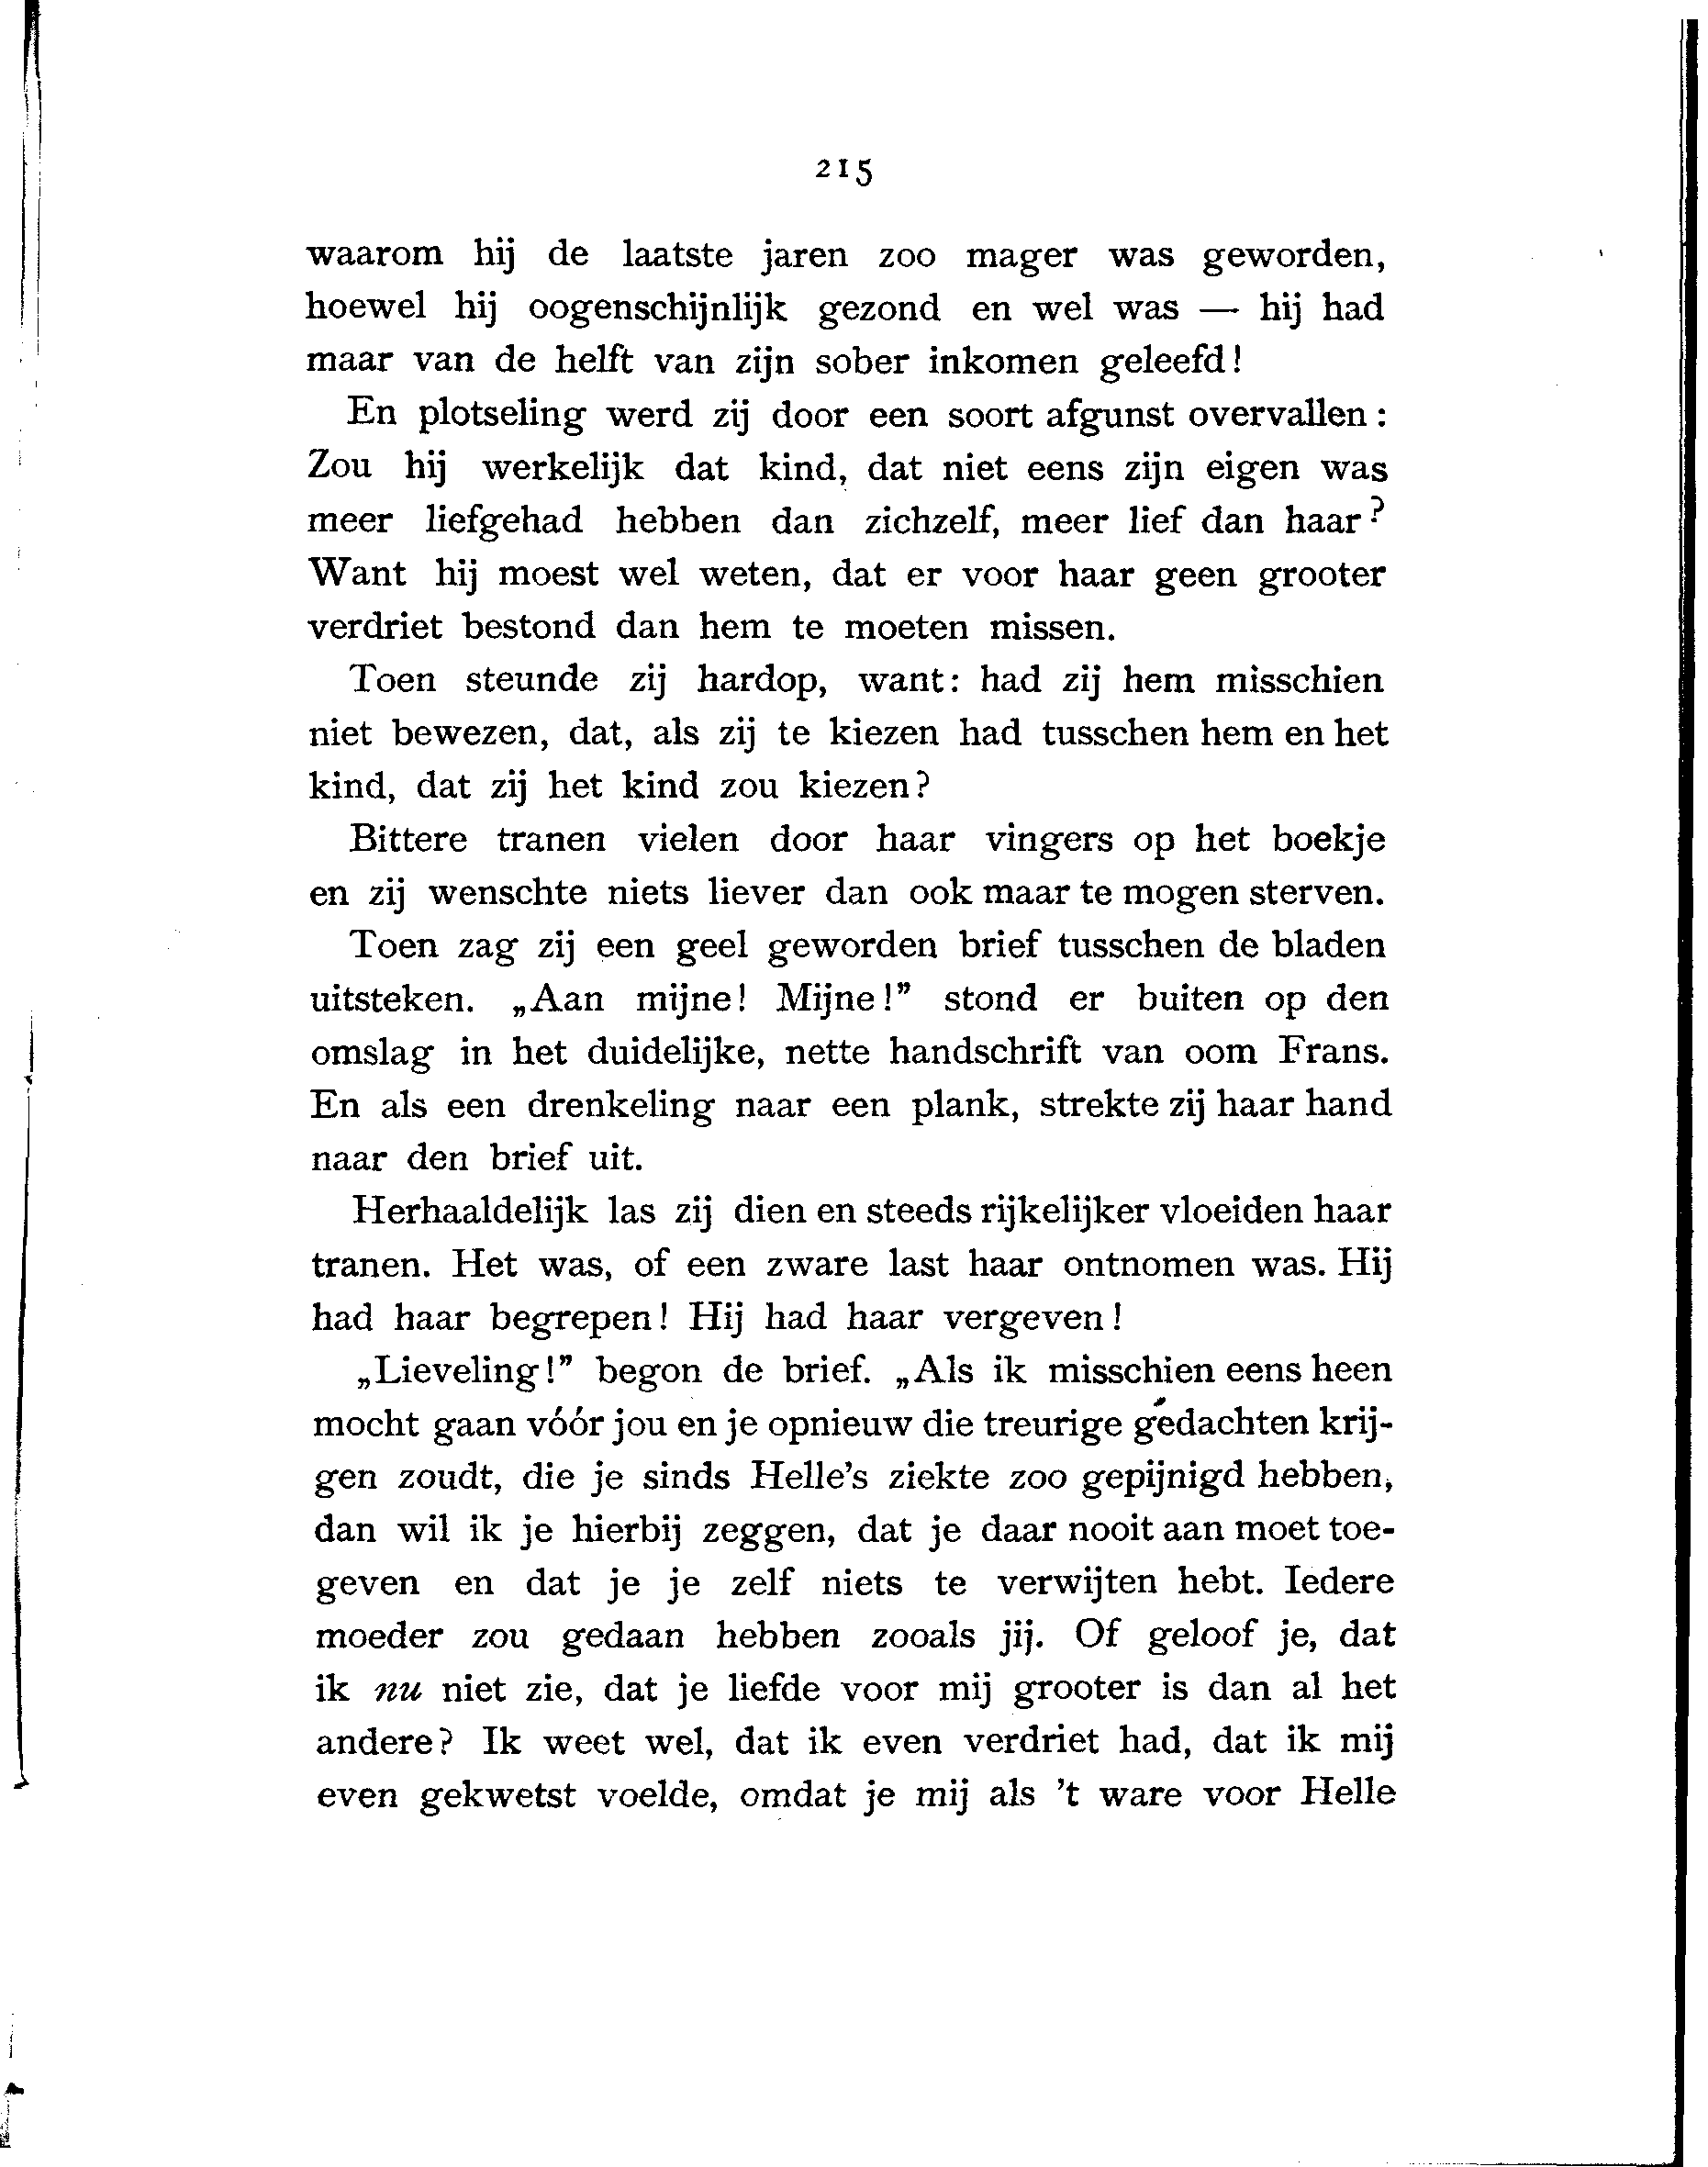 215
waarom hij de laatste jaren zoo mager was geworden,
hoewel hij oogenschijnlijk gezond en wel was — hij had
maar van de helft van zijn sober inkomen geleefd!
En plotseling werd zij door een soort afgunst overvallen:
Zou hij werkelijk dat kind, dat niet eens zijn eigen was
meer liefgehad hebben dan zichzelf, meer lief dan haar?
Want hij moest wel weten, dat er voor haar geen grooter
verdriet bestond dan hem te moeten missen.
Toen steunde zij hardop, want: had zij hem misschien
niet bewezen, dat, als zij te kiezen had tusschen hem en het
kind, dat zij het kind zou kiezen?
Bittere tranen vielen door haar vingers op het boekje
en zij wenschte niets liever dan ook maar te mogen sterven.
Toen zag zij een geel geworden brief tusschen de bladen
uitsteken. „Aan mijne! Mijne!” stond er buiten op den
omslag in het duidelijke, nette handschrift van oom Frans.
En als een drenkeling naar een plank, strekte zij haar hand
naar den brief uit.
Herhaaldelijk las zij dien en steeds rijkelijker vloeiden haar
tranen. Het was, of een zware last haar ontnomen was. Hij
had haar begrepen! Hij had haar vergeven!
„Lieveling!” begon de brief. „Als ik misschien eens heen
mocht gaan vóór jou en je opnieuw die treurige gedachten krij-
gen zoudt, die je sinds Helle's ziekte zoo gepijnigd hebben,
dan wil ik je hierbij zeggen, dat je daar nooit aan moet toe-
geven en dat je je zelf niets te verwijten hebt. Iedere
moeder zou gedaan hebben zooals jij. Of geloof je, dat
ik nu niet zie, dat je liefde voor mij grooter is dan al het
andere? Ik weet wel, dat ik even verdriet had, dat ik mij
even gekwetst voelde, omdat je mij als 't ware voor Helle